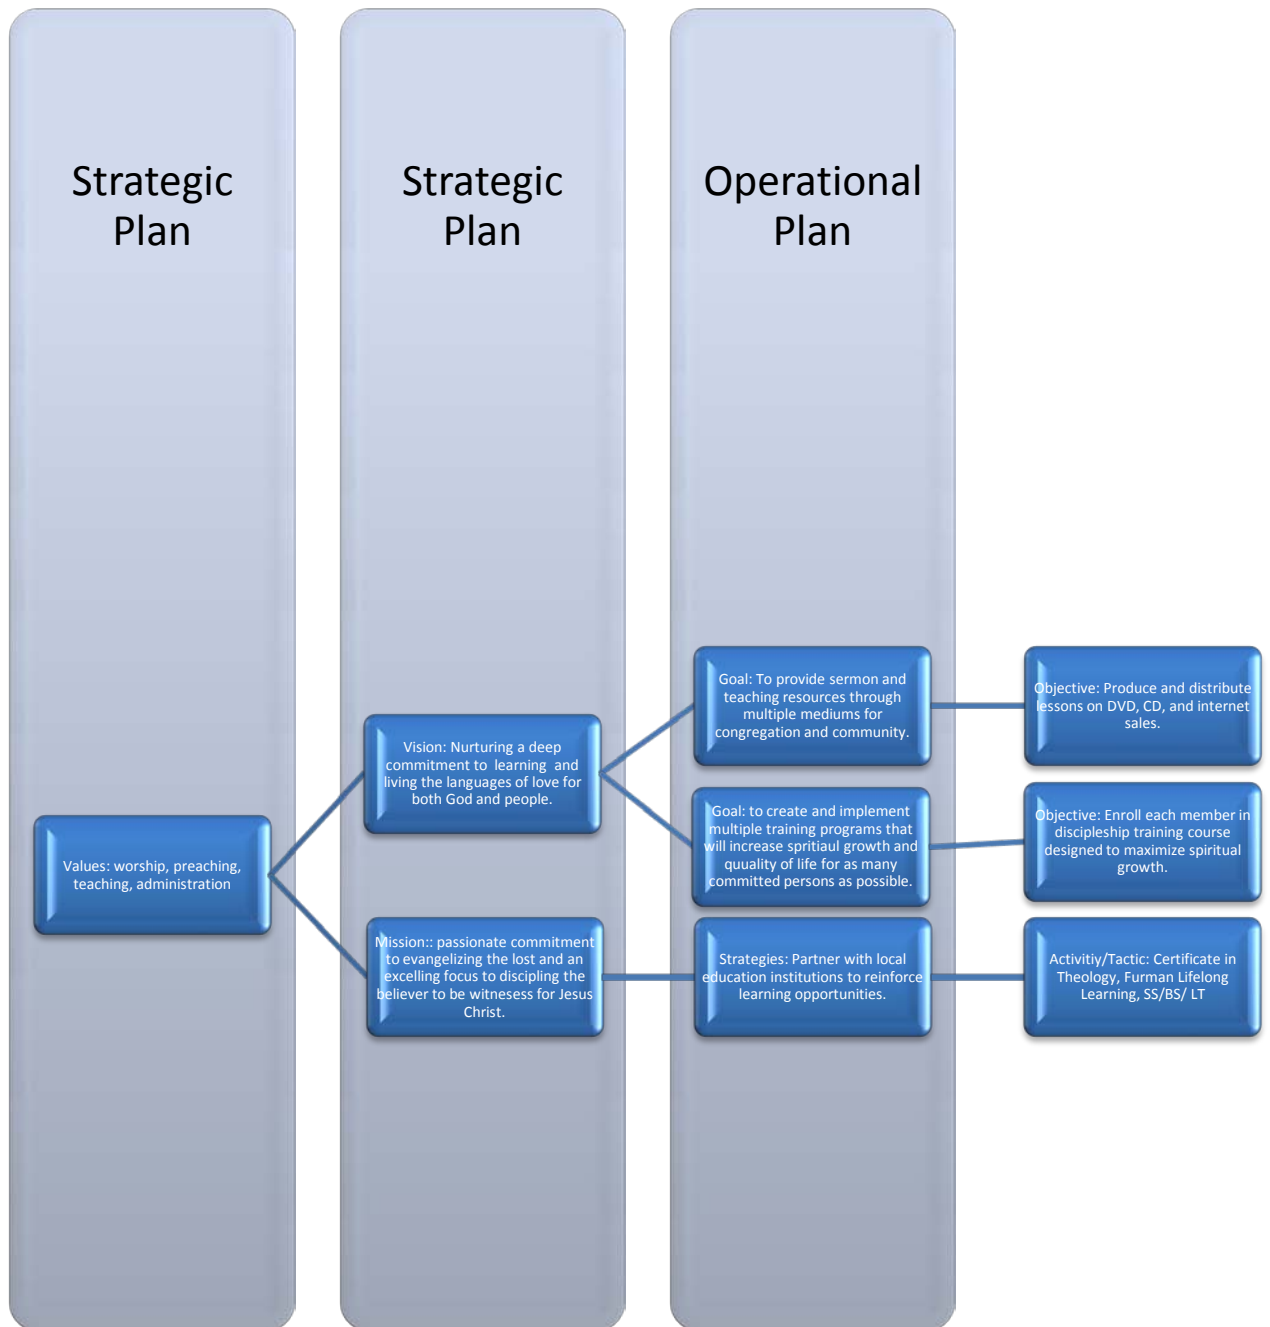 Strategic
Plan
Strategic
Plan
Operational
Plan
Values: worship, preaching,
teaching, administration
Vision: Nurturing a deep
commitment to  learning  and
living the languages of love for
both God and people.
Mission:: passionate commitment
to evangelizing the lost and an
excelling focus to discipling the
believer to be witnesess for Jesus
Christ.
Goal: To provide sermon and
teaching resources through
multiple mediums for
congregation and community.
Goal: to create and implement
multiple training programs that
will increase spritiaul growth and
quuality of life for as many
committed persons as possible.
Strategies: Partner with local
education institutions to reinforce
learning opportunities.
Objective: Produce and distribute
lessons on DVD, CD, and internet
sales.
Objective: Enroll each member in
discipleship training course
designed to maximize spiritual
growth.
Activitiy/Tactic: Certificate in
Theology, Furman Lifelong
Learning, SS/BS/ LT